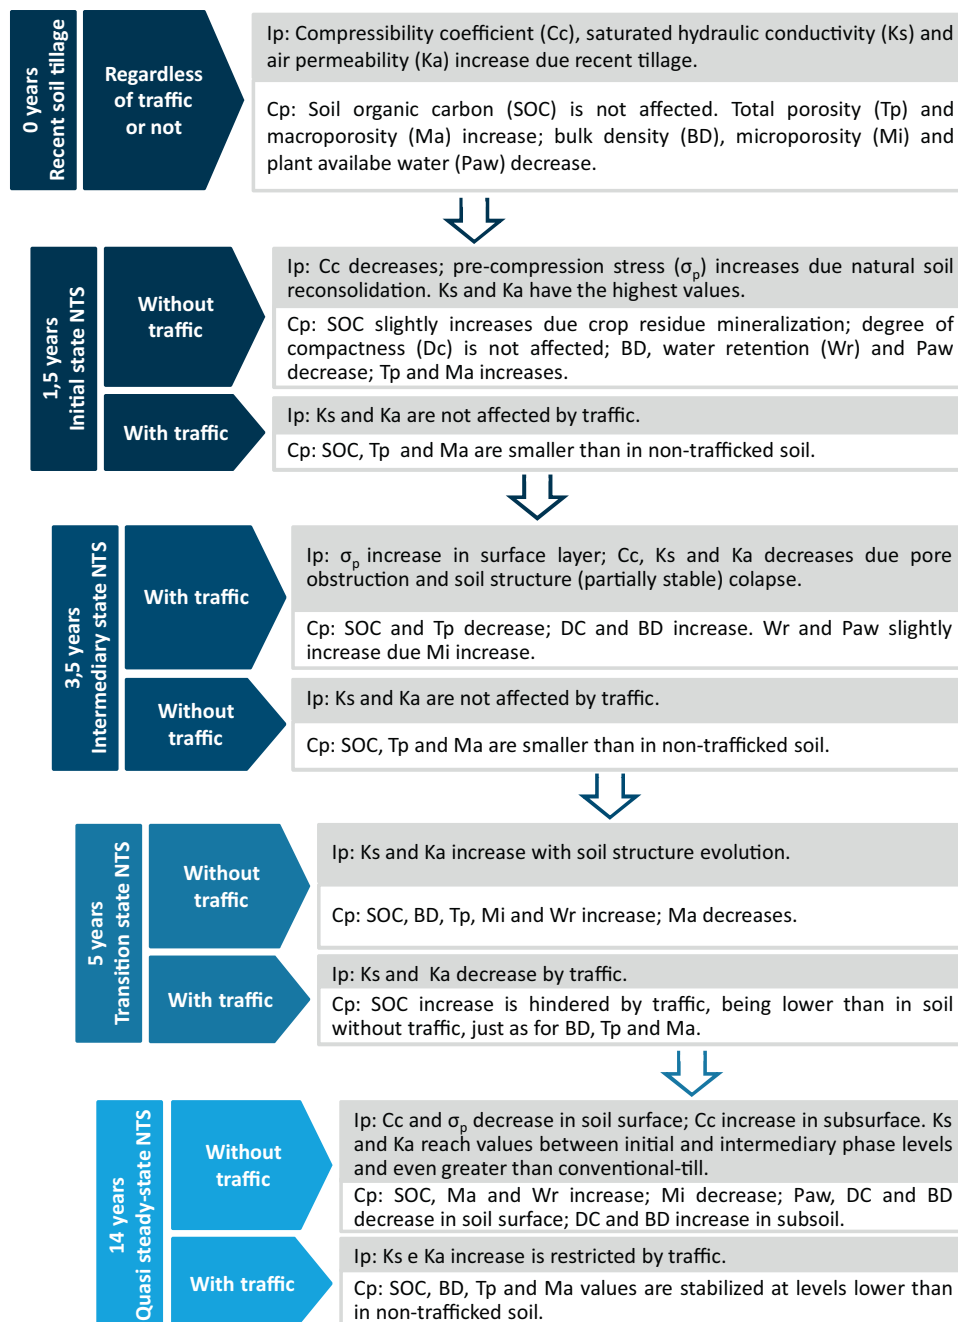 0 years
Recent soil tillage
Regardless
of traffic
or not
Ip: Compressibility coefficient (Cc), saturated hydraulic conductivity (Ks) and
air permeability (Ka) increase due recent tillage.
Cp: Soil organic carbon (SOC) is not affected. Total porosity (Tp) and
macroporosity (Ma) increase; bulk density (BD), microporosity (Mi) and
plant availabe water (Paw) decrease.
1,5 years
Initial state NTS
Without
traffic
Ip: Cc decreases; pre-compression stress (σp) increases due natural soil
reconsolidation. Ks and Ka have the highest values.
Cp: SOC slightly increases due crop residue mineralization; degree of
compactness (Dc) is not affected; BD, water retention (Wr) and Paw
decrease; Tp and Ma increases.
With traffic
Ip: Ks and Ka are not affected by traffic.
Cp: SOC, Tp and Ma are smaller than in non-trafficked soil.
3,5 years
Intermediary state NTS
With traffic
Ip: σp increase in surface layer; Cc, Ks and Ka decreases due pore
obstruction and soil structure (partially stable) colapse.
Cp: SOC and Tp decrease; DC and BD increase. Wr and Paw slightly
increase due Mi increase.
Without
traffic
Ip: Ks and Ka are not affected by traffic.
Cp: SOC, Tp and Ma are smaller than in non-trafficked soil.
5 years
Transition state NTS
Without
traffic
Ip: Ks and Ka increase with soil structure evolution.
Cp: SOC, BD, Tp, Mi and Wr increase; Ma decreases.
With traffic
Ip: Ks and Ka decrease by traffic.
Cp: SOC increase is hindered by traffic, being lower than in soil
without traffic, just as for BD, Tp and Ma.
14 years
Quasi steady-state NTS
Without
traffic
Ip: Cc and σp decrease in soil surface; Cc increase in subsurface. Ks
and Ka reach values between initial and intermediary phase levels
and even greater than conventional-till.
Cp: SOC, Ma and Wr increase; Mi decrease; Paw, DC and BD
decrease in soil surface; DC and BD increase in subsoil.
With traffic
Ip: Ks e Ka increase is restricted by traffic.
Cp: SOC, BD, Tp and Ma values are stabilized at levels lower than
in non-trafficked soil.